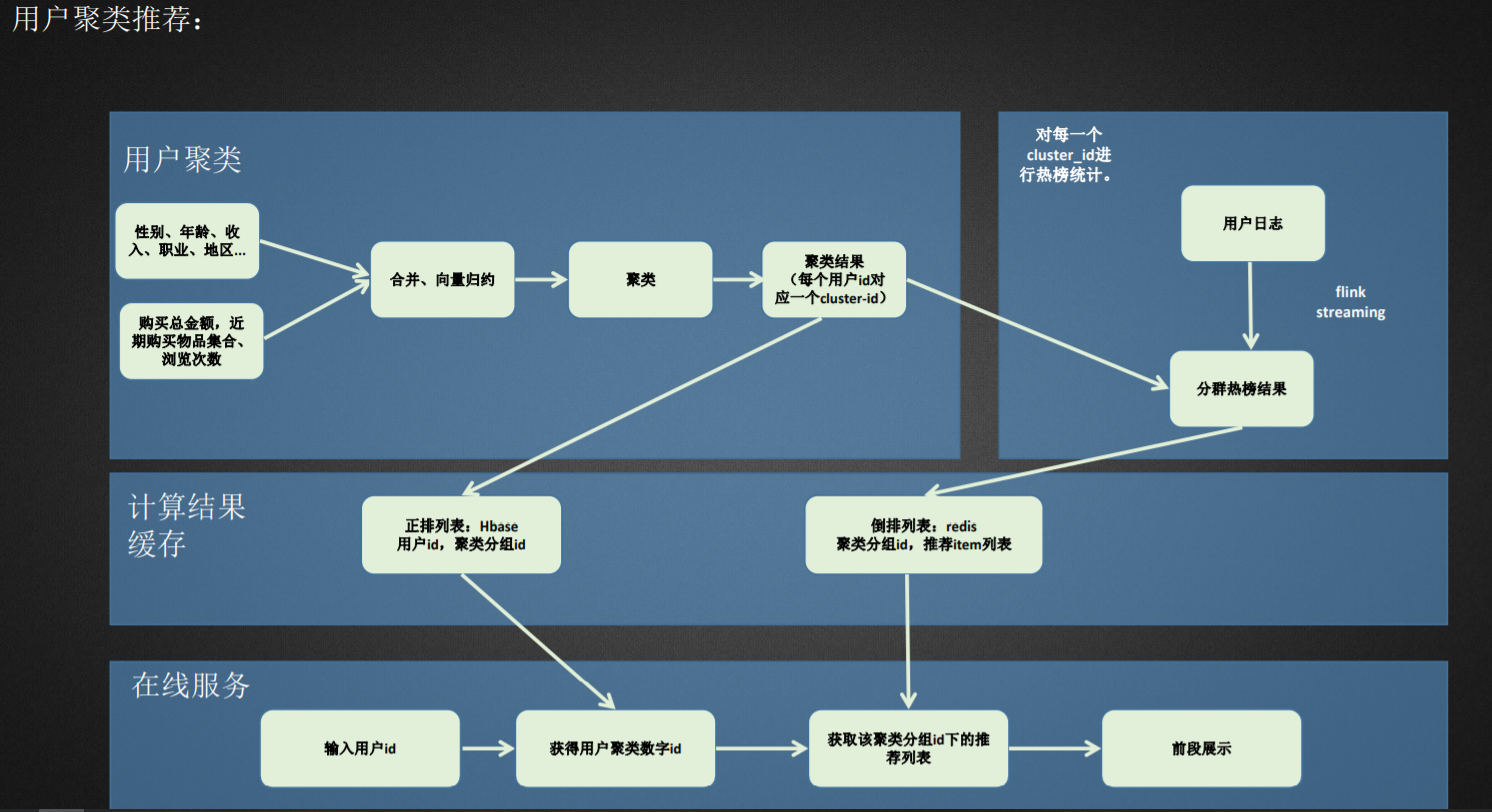 用户聚类推荐：
用户聚类
性别、年龄、收
入、职业、地区...
购买总金额，近
期购买物品集合、
浏览次数
合并、向量归约
聚类
聚类结果
（每个用户id对
应一个cluster-id）
对每一个
cluster_id进
行热榜统计。
用户日志
flink
streaming
分群热榜结果
计算结果
缓存
正排列表：Hbase
用户id，聚类分组id
倒排列表：redis
聚类分组id，推荐item列表
在线服务
输入用户id
获得用户聚类数字id
获取该聚类分组id下的推
荐列表
前段展示